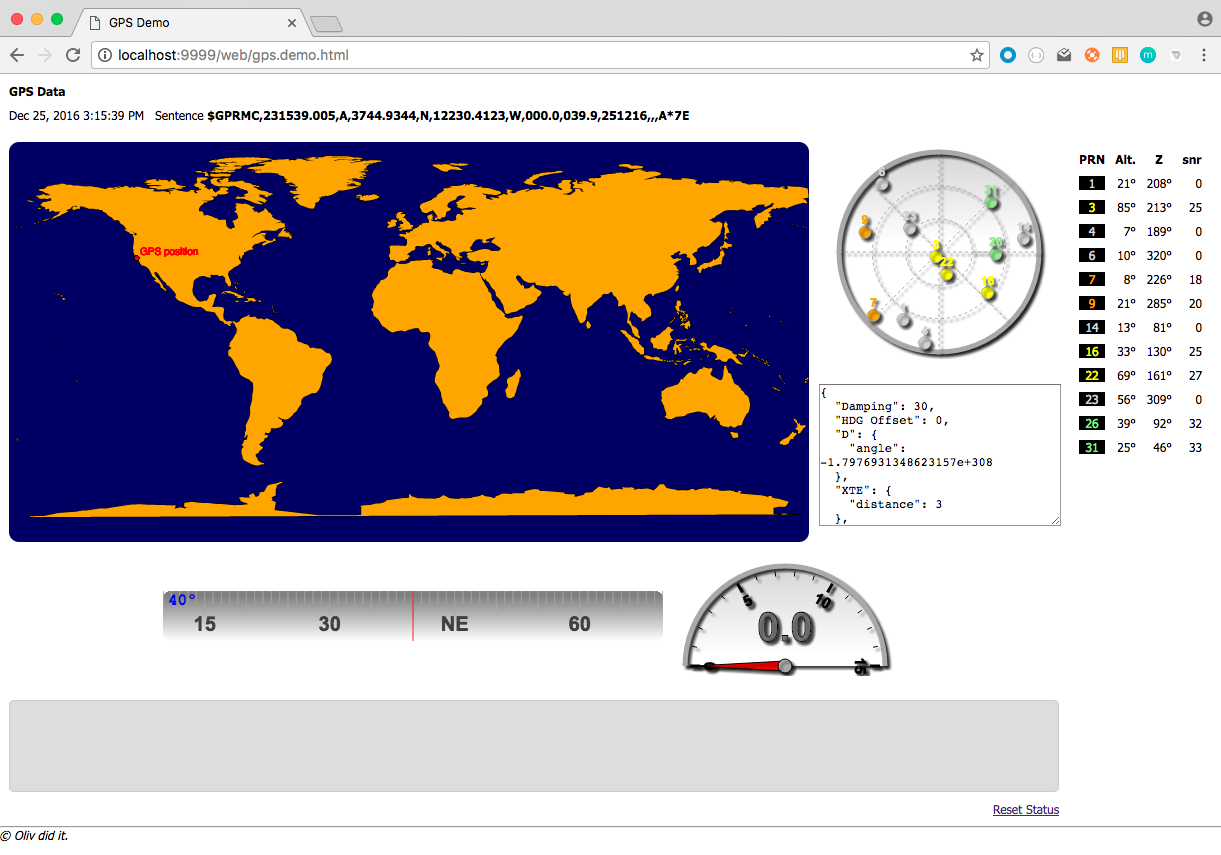 GPS Demo
localhost:9999/web/gps.demo.html
GPS Data
Dec 25, 2016 3:15:39 PM Sentence $GPRMC,231539.005,A,3744.9344,N,12230.4123,W,000.0,039.9,251216,,,A*7E
GPS position
6
31
9
23
14
3
26
22
16
7
1
4
PRN Alt. Z snr
1 21° 208° 0
3 85° 213° 25
4 7° 189° 0
6 10° 320° 0
7 8° 226° 18
9 21° 285° 20
14 13° 81° 0
16 33° 130° 25
22 69° 161° 27
23 56° 309° 0
26 39° 92° 32
31 25° 46° 33
{
"Damping": 30,
"HDG Offset": 0,
"D": {
"angle":
-1.7976931348623157e+308
},
"XTE": {
"distance": 3
},
40°
15 30 NE 60
5 10 15
0.0
Reset Status
© Oliv did it.